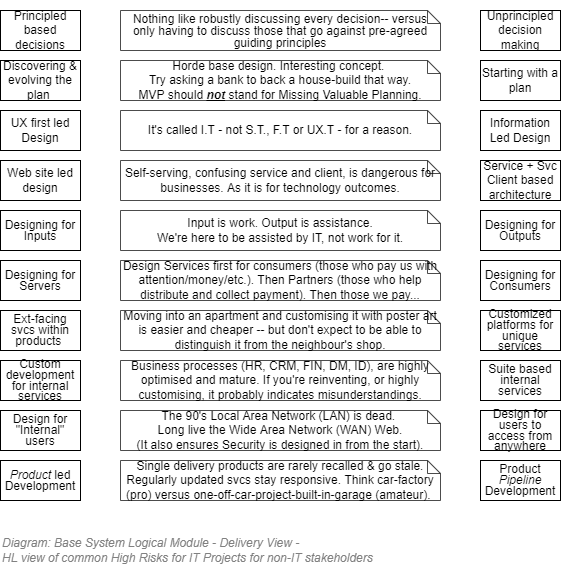 Principled
based
decisions
Nothing like robustly discussing every decision-- versus
only having to discuss those that go against pre-agreed
guiding principles
Unprincipled
decision
making
Discovering &
evolving the
plan
Horde base design. Interesting concept.
Try asking a bank to back a house-build that way.
MVP should not stand for Missing Valuable Planning.
Starting with a
plan
UX first led
Design
It's called I.T - not S.T., F.T or UX.T - for a reason.
Information
Led Design
Web site led
design
Self-serving, confusing service and client, is dangerous for
businesses. As it is for technology outcomes.
Service + Svc
Client based
architecture
Designing for
Inputs
Input is work. Output is assistance.
We're here to be assisted by IT, not work for it.
Designing for
Outputs
Designing for
Servers
Design Services first for consumers (those who pay us with
attention/money/etc.). Then Partners (those who help
distribute and collect payment). Then those we pay...
Designing for
Consumers
Ext-facing
svcs within
products
Moving into an apartment and customising it with poster art
is easier and cheaper -- but don't expect to be able to
distinguish it from the neighbour's shop.
Customized
platforms for
unique
services
Custom
development
for internal
services
Business processes (HR, CRM, FIN, DM, ID), are highly
optimised and mature. If you're reinventing, or highly
customising, it probably indicates misunderstandings.
Suite based
internal
services
Design for
"Internal"
users
The 90's Local Area Network (LAN) is dead.
Long live the Wide Area Network (WAN) Web.
(It also ensures Security is designed in from the start).
Design for
users to
access from
anywhere
Product led
Development
Single delivery products are rarely recalled & go stale.
Regularly updated svcs stay responsive. Think car-factory
(pro) versus one-off-car-project-built-in-garage (amateur).
Product
Pipeline
Development
Diagram: Base System Logical Module - Delivery View -
HL view of common High Risks for IT Projects for non-IT stakeholders